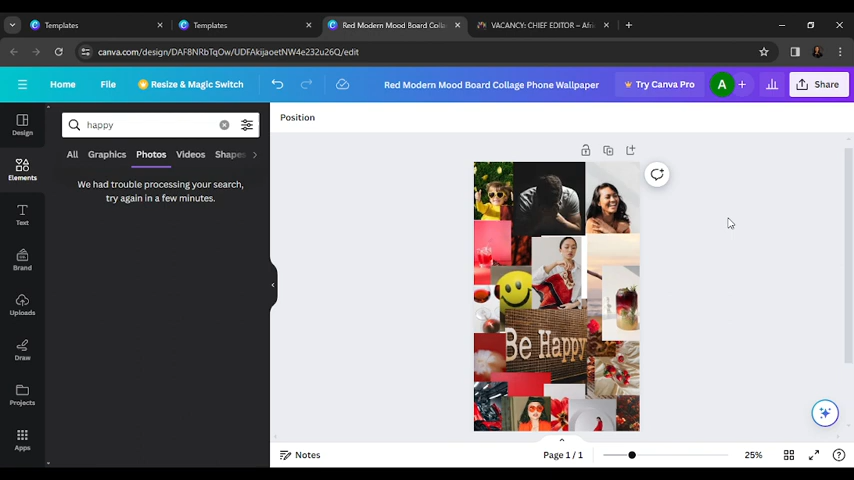 Templates
Templates
Red Modern Mood Board Colla
VACANCY: CHIEF EDITOR – Afri
canva.com/design/DAF8NRbTqOw/UDFAkijaoetNW4e232u26Q/edit
Home
File
Resize & Magic Switch
Red Modern Mood Board Collage Phone Wallpaper
Try Canva Pro
A
Share
Design
Elements
Text
Brand
Uploads
Draw
Projects
Apps
happy
All
Graphics
Photos
Videos
Shapes
We had trouble processing your search,
try again in a few minutes.
Position
Be Happy
Notes
Page 1 / 1
25%